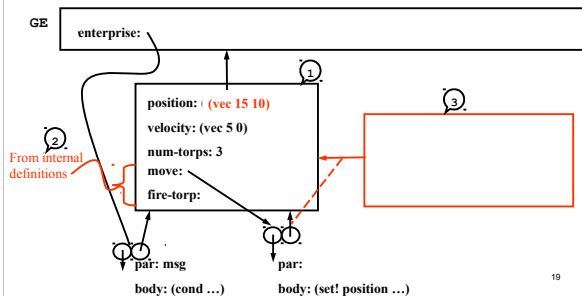 GE
enterprise:
1
position: (vec 15 10)
3
velocity: (vec 5 0)
2
num-torps: 3
From internal
definitions
move:
fire-torp:
par: msg
par:
body: (cond …)
body: (set! position …)
19